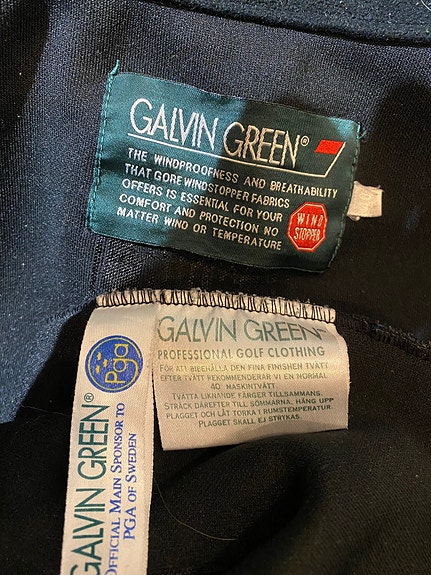 GALVIN GREEN®
THE WINDPROOFNESS AND BREATHABILITY
THAT GORE WINDSTOPPER FABRICS
OFFERS IS ESSENTIAL FOR YOUR
COMFORT AND PROTECTION NO
MATTER WIND OR TEMPERATURE
WIND
STOPPER
GALVIN GREEN
PROFESSIONAL GOLF CLOTHING
FÖR ATT BIBEHÅLLA DEN FINA FINISHEN TVÄTT
EFTER TVÄTT REKOMMENDERAR VI EN NORMAL
40° MASKINTVÄTT.
TVÄTTA LIKNANDE FÄRGER TILLSAMMANS.
STRÄCK DÄREFTER TILL SÖMMARNA. HÄNG UPP
PLAGGET OCH LÅT TORKA I RUMSTEMPERATUR.
PLAGGET SKALL EJ STRYKAS.
Pga
GALVIN GREEN®
OFFICIAL MAIN SPONSOR TO
PGA OF SWEDEN